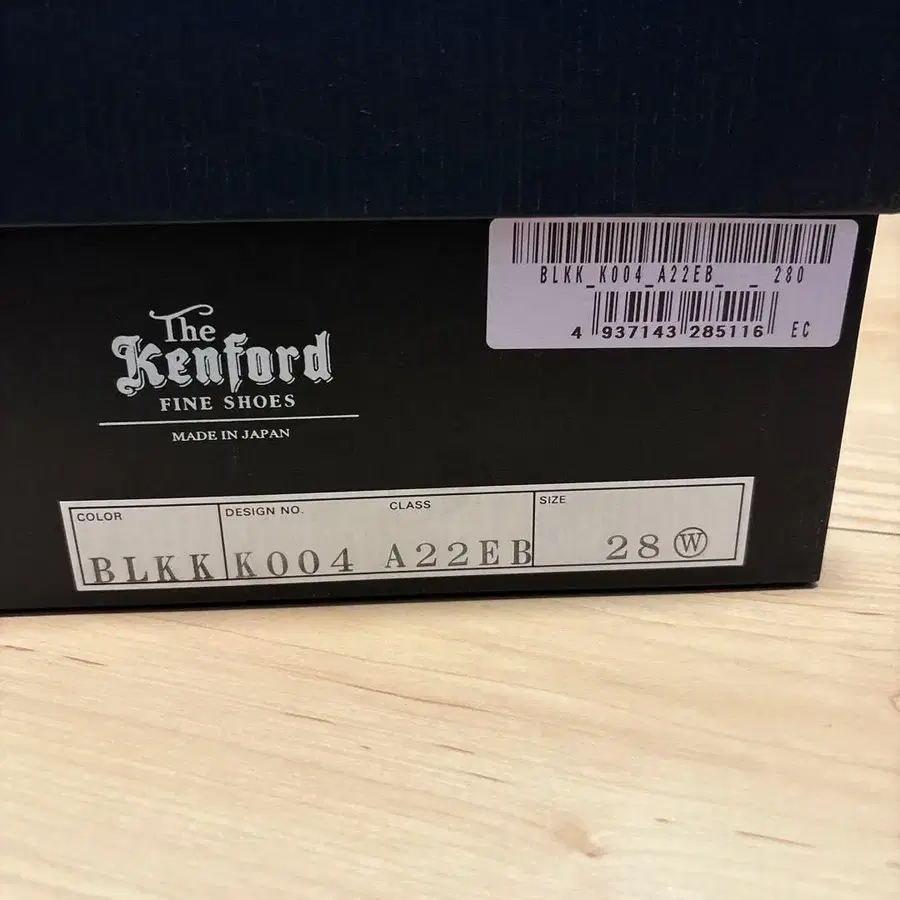 BLKK_K004_A22EB_ _ 280
4 937143 285116 EC
The
Kenford
FINE SHOES
MADE IN JAPAN
COLOR DESIGN NO. CLASS SIZE
BLKK K004 A22EB 28 Ⓦ